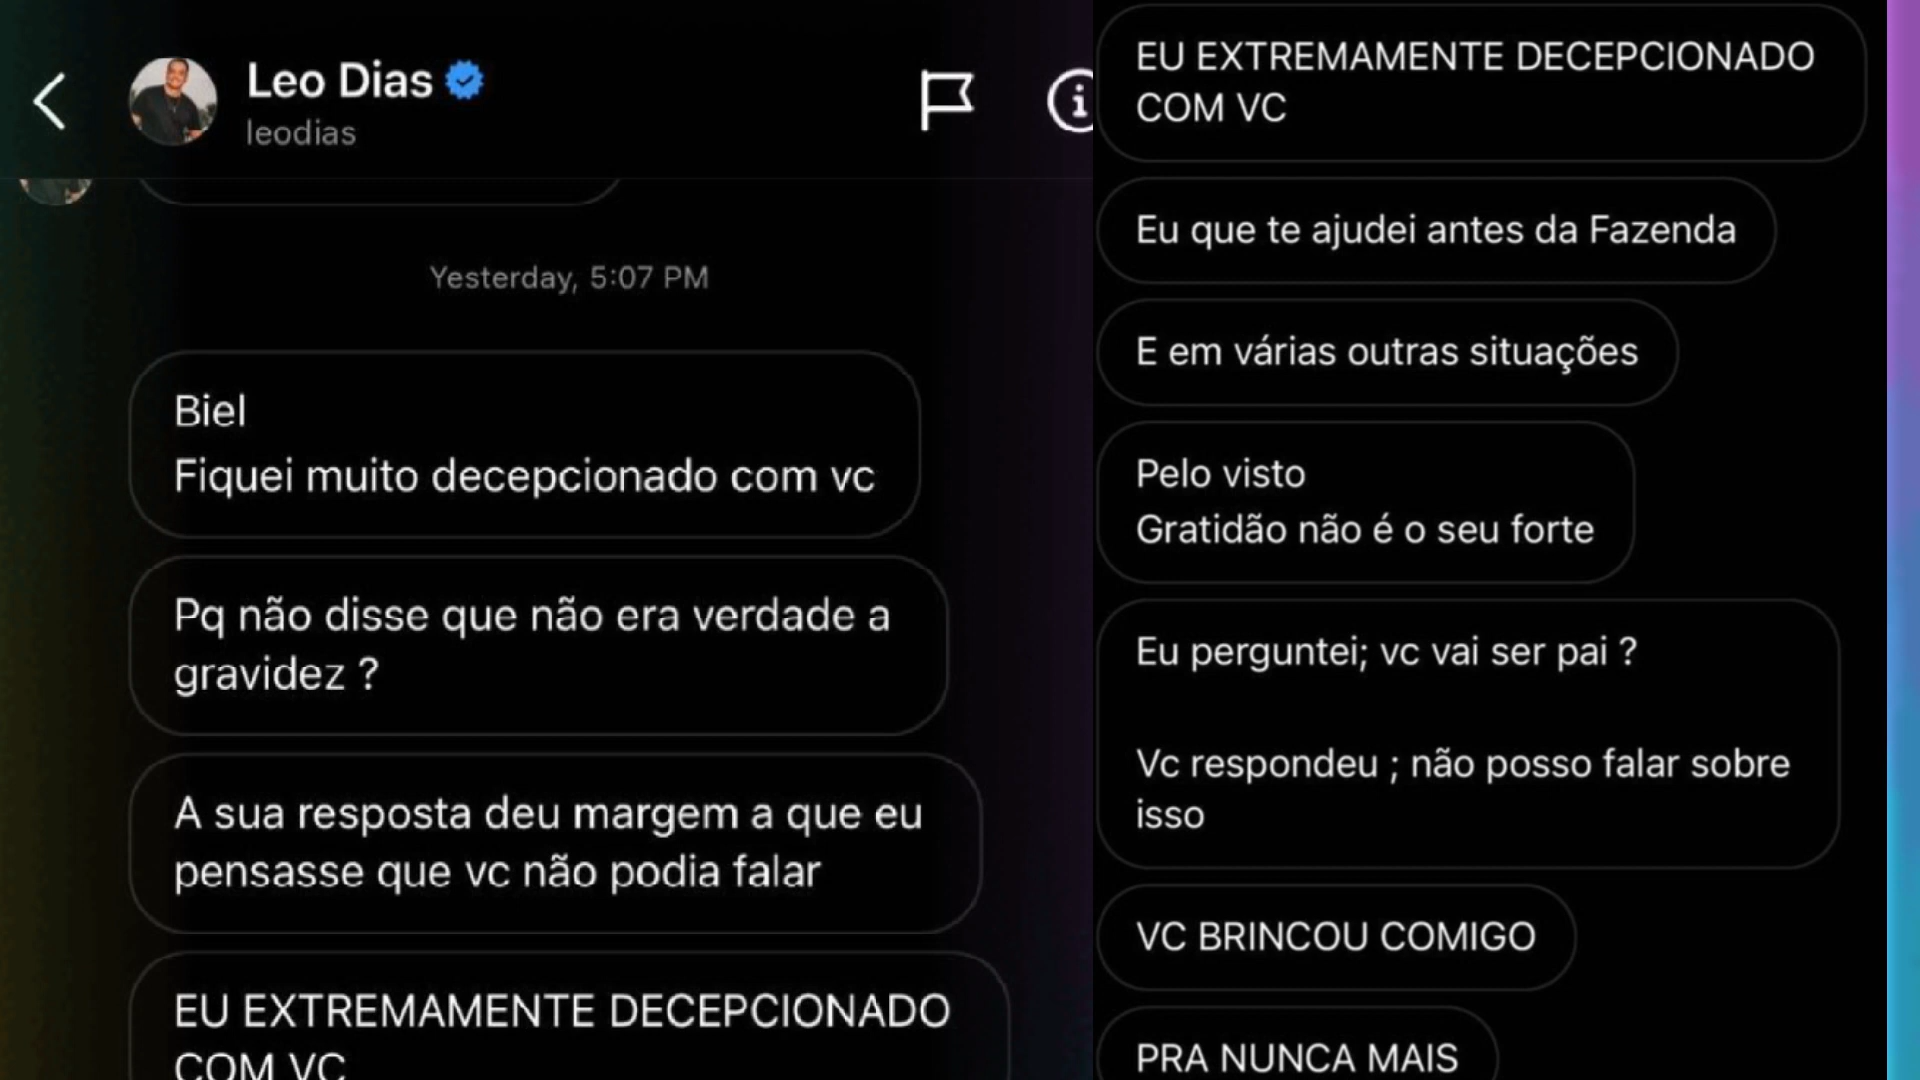 Leo Dias
leodias
Yesterday, 5:07 PM
Biel
Fiquei muito decepcionado com vc
Pq não disse que não era verdade a
gravidez ?
A sua resposta deu margem a que eu
pensasse que vc não podia falar
EU EXTREMAMENTE DECEPCIONADO
COM VC
EU EXTREMAMENTE DECEPCIONADO
COM VC
Eu que te ajudei antes da Fazenda
E em várias outras situações
Pelo visto
Gratidão não é o seu forte
Eu perguntei; vc vai ser pai ?
Vc respondeu ; não posso falar sobre
isso
VC BRINCOU COMIGO
PRA NUNCA MAIS